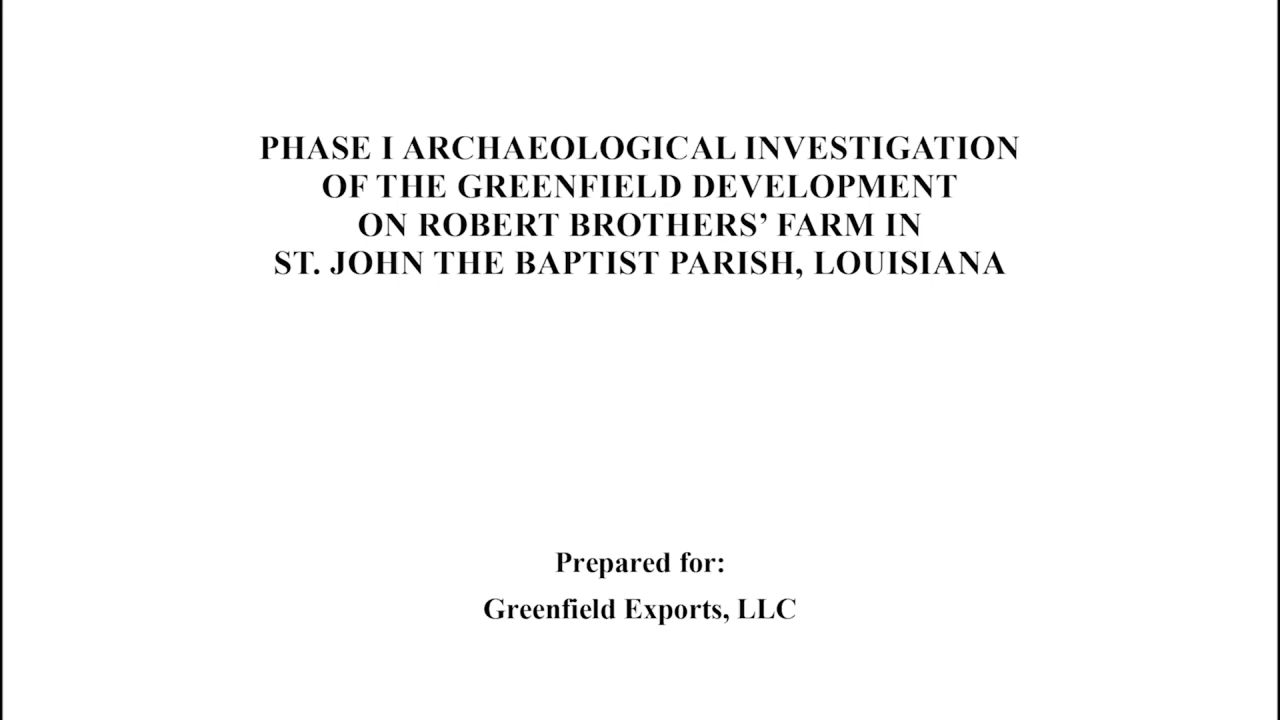 PHASE I ARCHAEOLOGICAL INVESTIGATION
OF THE GREENFIELD DEVELOPMENT
ON ROBERT BROTHERS’ FARM IN
ST. JOHN THE BAPTIST PARISH, LOUISIANA
Prepared for:
Greenfield Exports, LLC